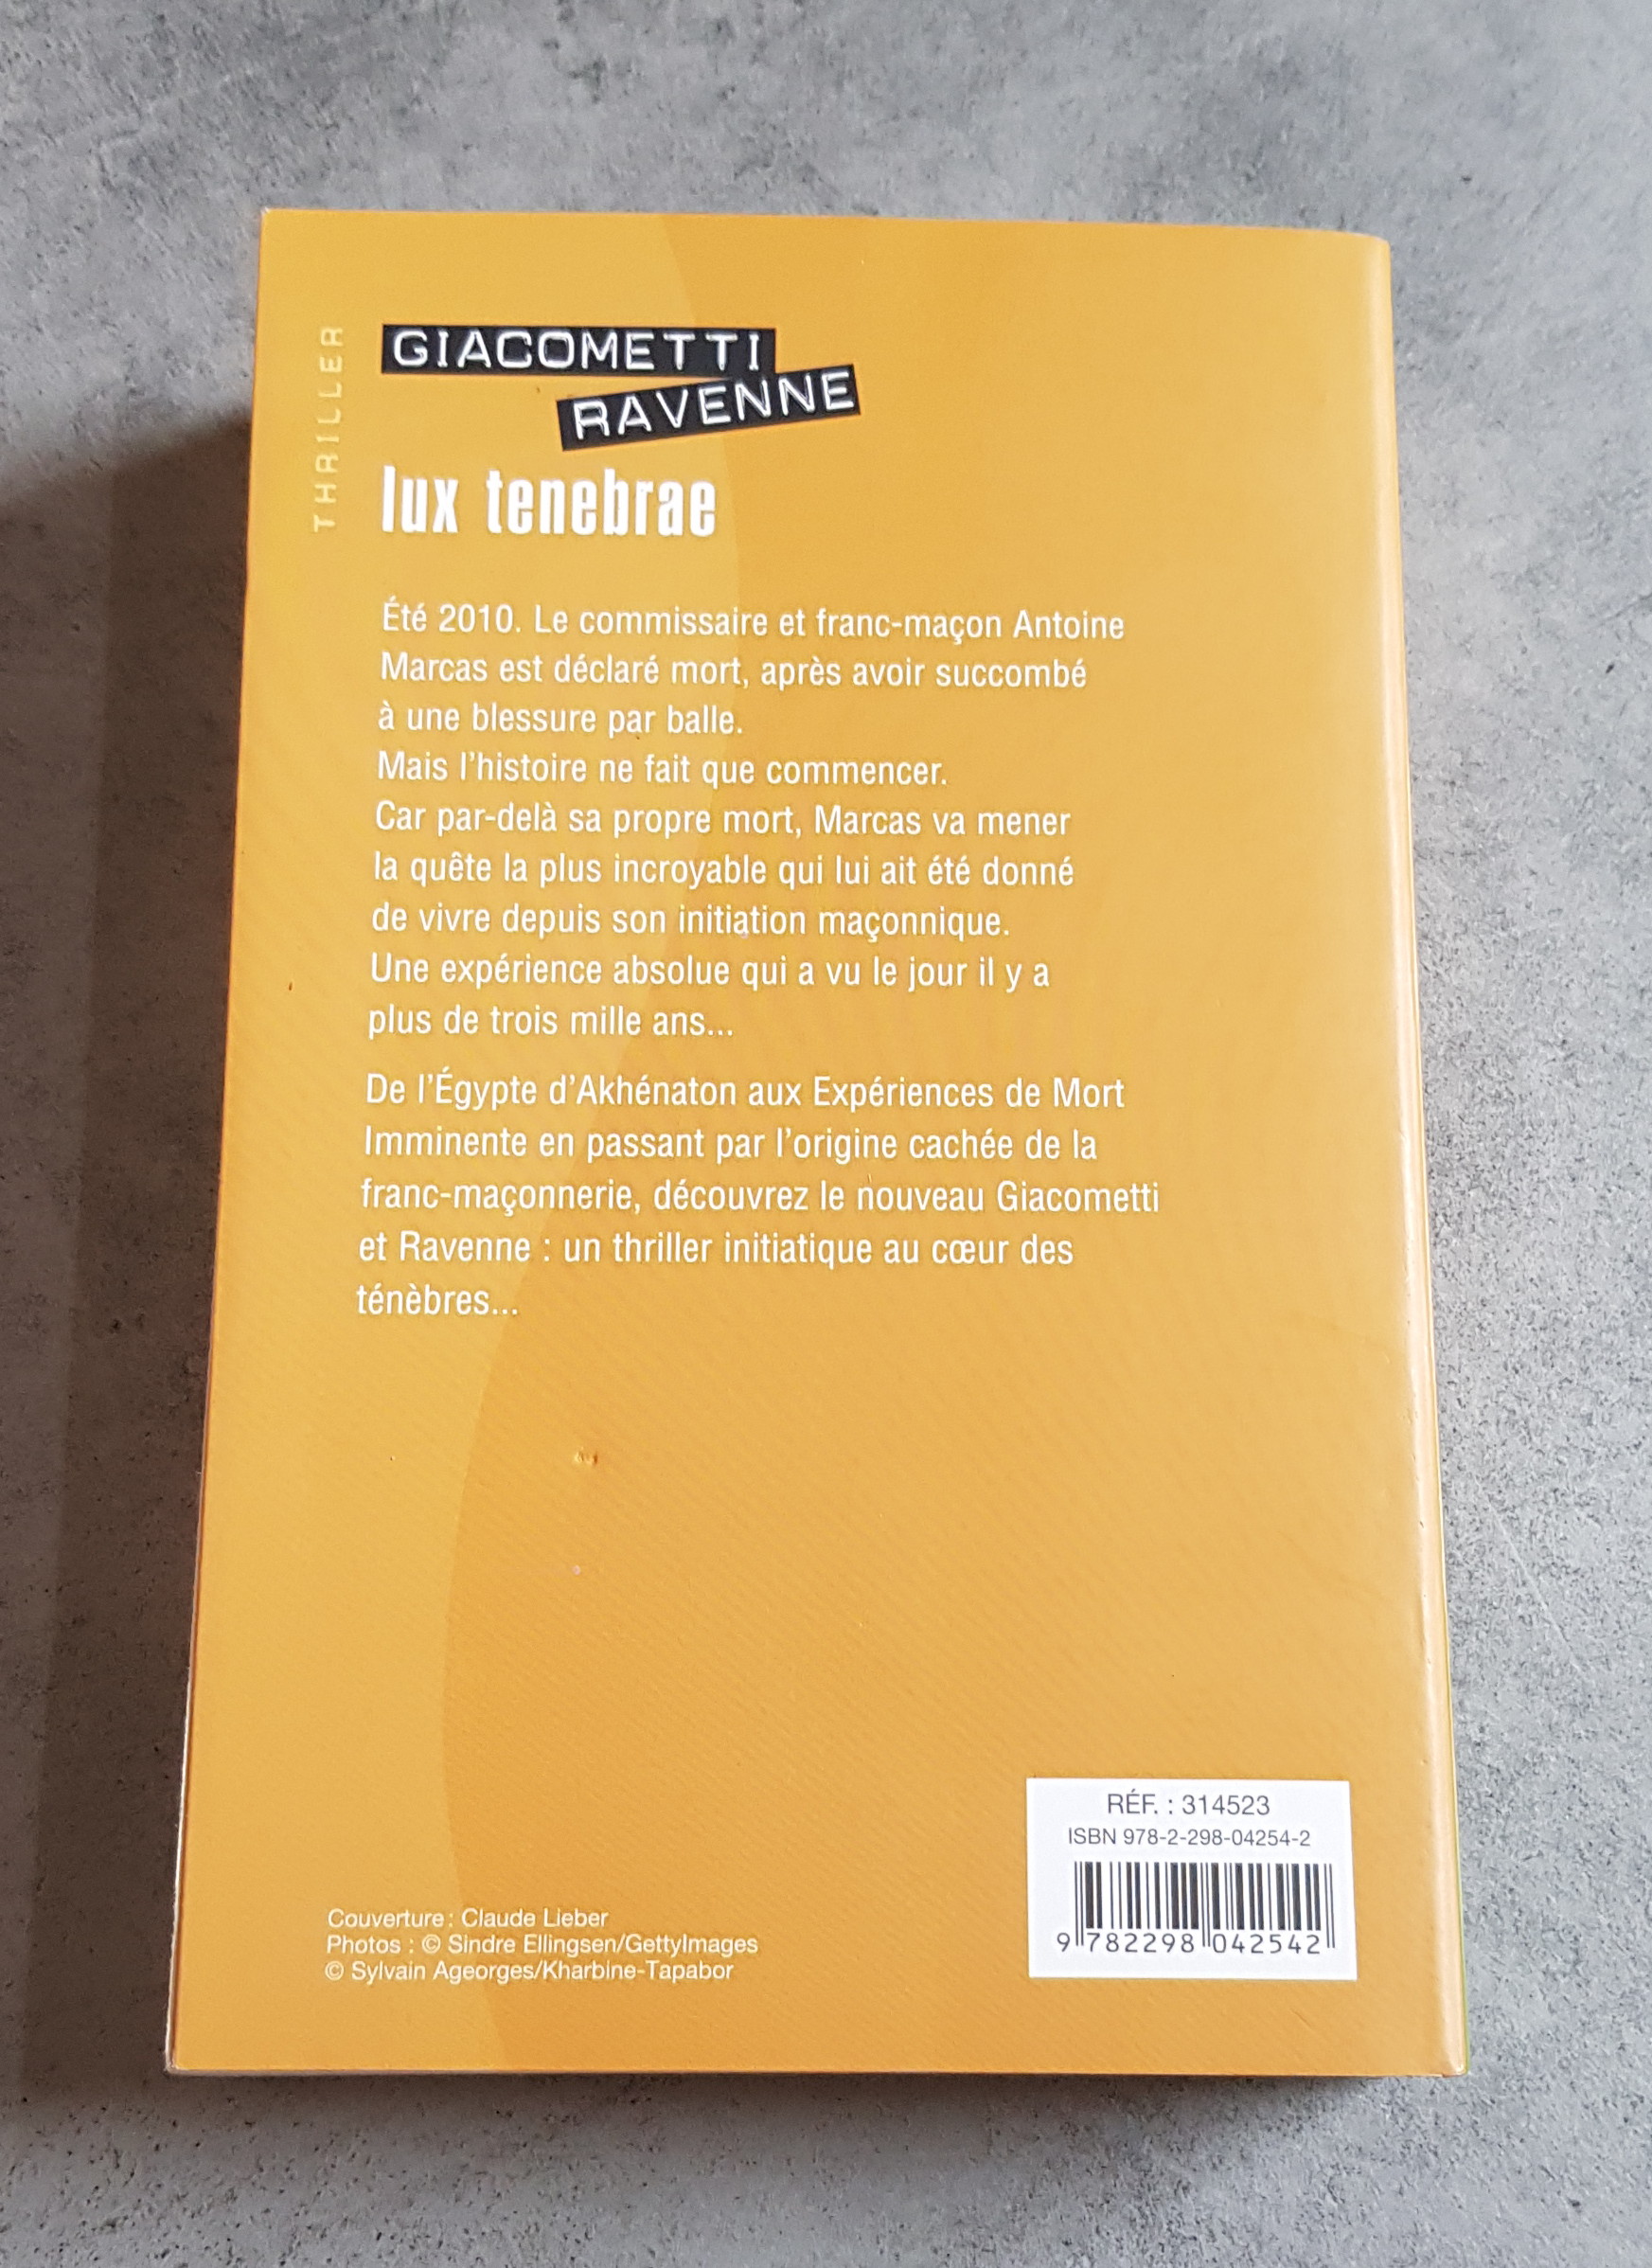 THRILLER
GIACOMETTI
RAVENNE
lux tenebrae
Été 2010. Le commissaire et franc-maçon Antoine
Marcas est déclaré mort, après avoir succombé
à une blessure par balle.
Mais l'histoire ne fait que commencer.
Car par-delà sa propre mort, Marcas va mener
la quête la plus incroyable qui lui ait été donné
de vivre depuis son initiation maçonnique.
Une expérience absolue qui a vu le jour il y a
plus de trois mille ans...
De l'Égypte d'Akhénaton aux Expériences de Mort
Imminente en passant par l'origine cachée de la
franc-maçonnerie, découvrez le nouveau Giacometti
et Ravenne : un thriller initiatique au cœur des
ténèbres...
RÉF. : 314523
ISBN 978-2-298-04254-2
9 782298 042542
Couverture : Claude Lieber
Photos : © Sindre Ellingsen/GettyImages
© Sylvain Ageorges/Kharbine-Tapabor